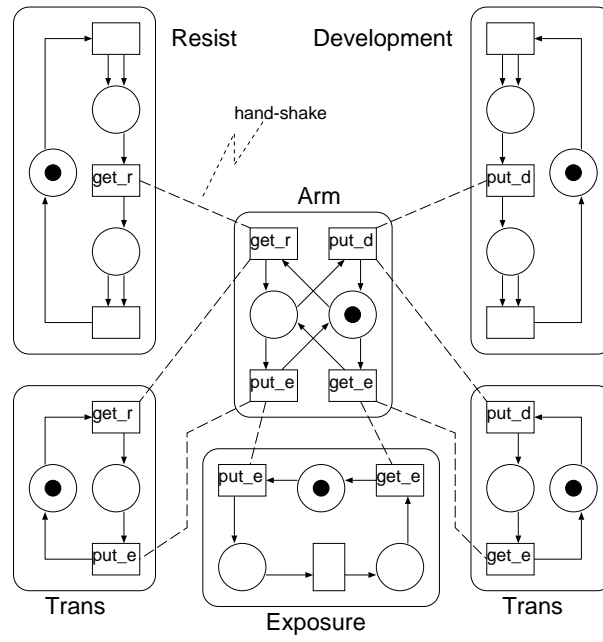 Resist
Development
hand-shake
get_r
put_d
Arm
get_r
put_d
put_e
get_e
get_r
put_d
put_e
get_e
put_e
get_e
Trans
Exposure
Trans